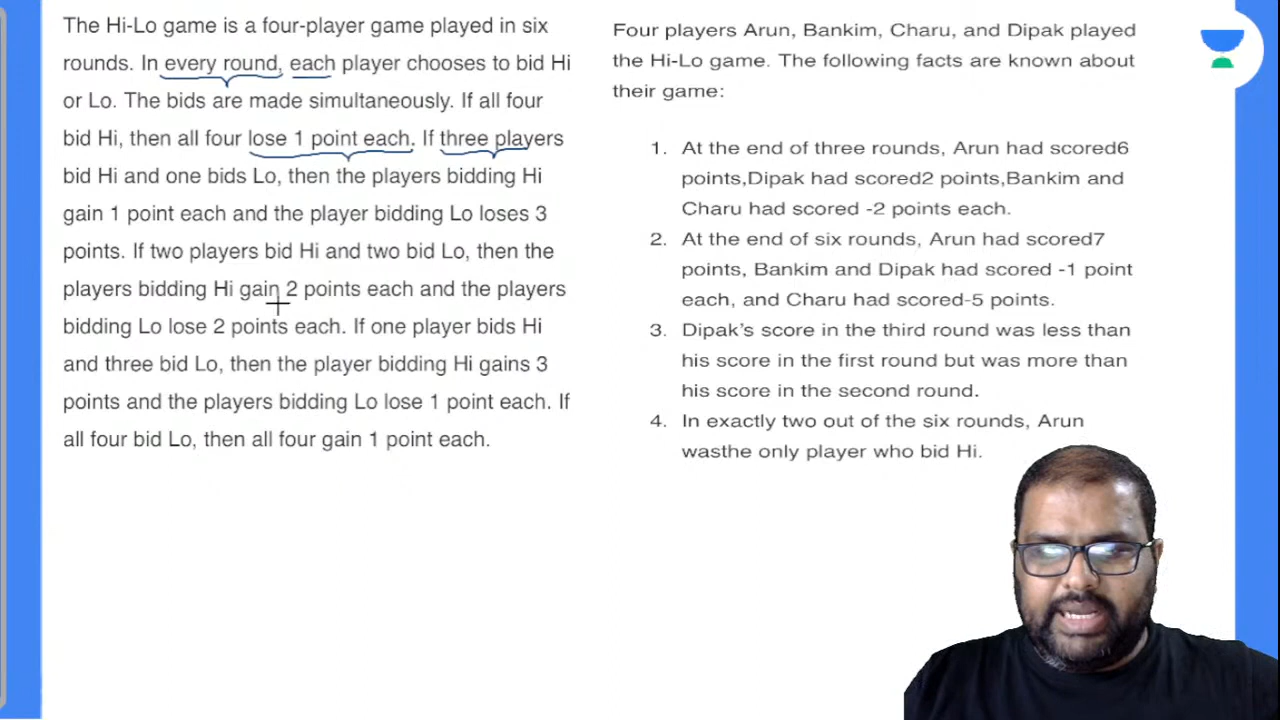 The Hi-Lo game is a four-player game played in six
rounds. In every round, each player chooses to bid Hi
or Lo. The bids are made simultaneously. If all four
bid Hi, then all four lose 1 point each. If three players
bid Hi and one bids Lo, then the players bidding Hi
gain 1 point each and the player bidding Lo loses 3
points. If two players bid Hi and two bid Lo, then the
players bidding Hi gain 2 points each and the players
bidding Lo lose 2 points each. If one player bids Hi
and three bid Lo, then the player bidding Hi gains 3
points and the players bidding Lo lose 1 point each. If
all four bid Lo, then all four gain 1 point each.
Four players Arun, Bankim, Charu, and Dipak played
the Hi-Lo game. The following facts are known about
their game:
1. At the end of three rounds, Arun had scored6
points,Dipak had scored2 points,Bankim and
Charu had scored -2 points each.
2. At the end of six rounds, Arun had scored7
points, Bankim and Dipak had scored -1 point
each, and Charu had scored-5 points.
3. Dipak's score in the third round was less than
his score in the first round but was more than
his score in the second round.
4. In exactly two out of the six rounds, Arun
wasthe only player who bid Hi.